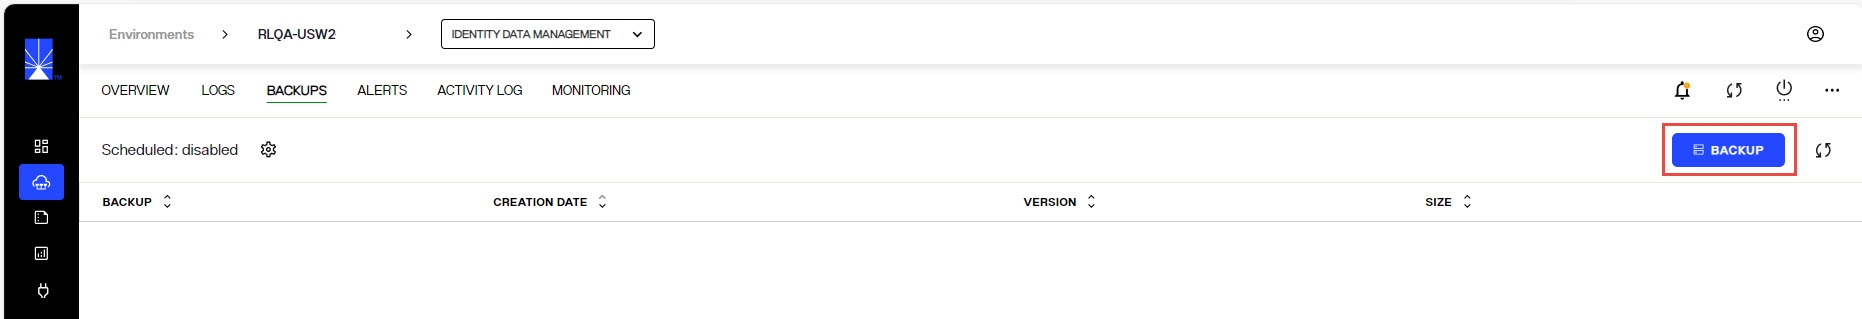 Environments > RLQA-USW2 > IDENTITY DATA MANAGEMENT
TM
OVERVIEW LOGS BACKUPS ALERTS ACTIVITY LOG MONITORING
Scheduled: disabled BACKUP
BACKUP CREATION DATE VERSION SIZE